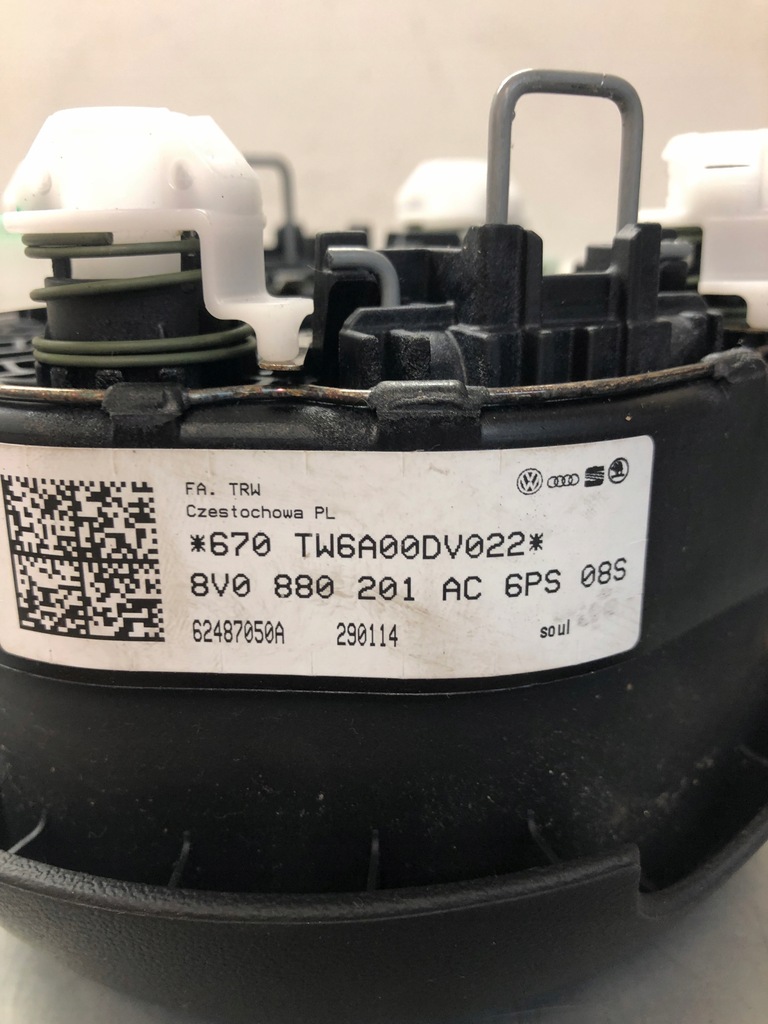 FA. TRW
Czestochowa PL
*670 TW6A00DV022*
8V0 880 201 AC 6PS 08S
62487050A 290114 soul